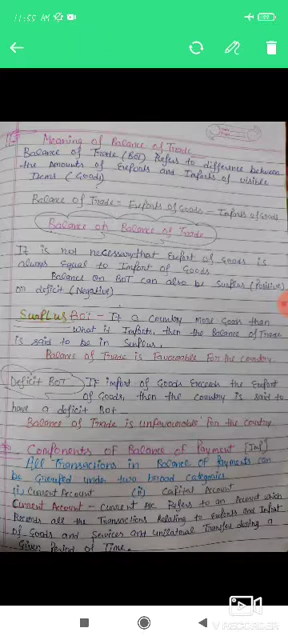 11:55 AM
Meaning of Balance of Trade
Balance of Trade (BOT) Refers to difference between
the Amounts of Exports and Imports of visible
Items (Goods)
Balance of Trade = Exports of Goods - Imports of Goods
Balance on Balance of Trade
It is not necessary that Export of Goods is
always Equal to Import of Goods
Balance on BOT can also be Surplus (Positive)
on deficit (Negative)
Surplus BOT : If a Country more Goods than
what it Imports, then the Balance of Trade
is said to be in Surplus.
Balance of Trade is Favourable for the country
Deficit BOT If import of Goods Exceeds the Export
of Goods, then the country is said to
have a deficit BOT
Balance of Trade is unfavourable for the country
Components of Balance of Payment [IN]
All Transactions in Balance of Payments can
be Grouped under two broad categories
(i) Current Account (ii) Capital Account
Current Account - Current A/c Refers to an Account which
Records all the Transactions Relating to Exports and Import
of Goods and Services and unilateral Transfer during a
Given period of Time.
VIVAVIDEO